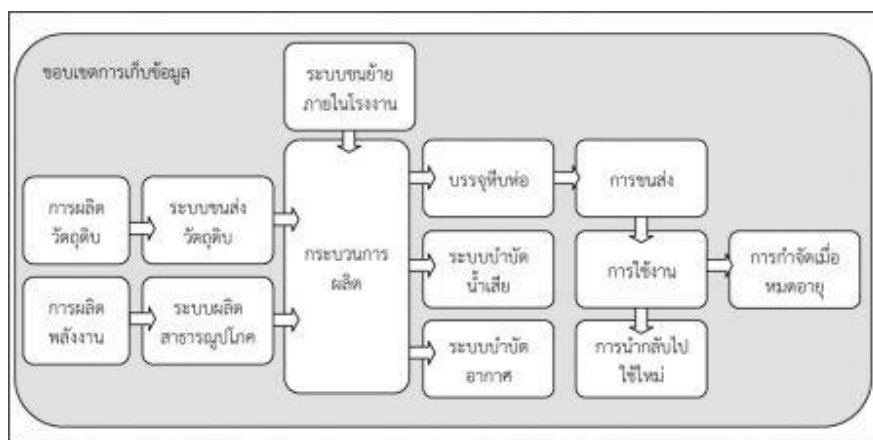 ขอบเขตการเก็บข้อมูล
ระบบขนย้าย
ภายในโรงงาน
การผลิต
วัตถุดิบ
ระบบขนส่ง
วัตถุดิบ
การผลิต
พลังงาน
ระบบผลิต
สาธารณูปโภค
กระบวนการ
ผลิต
บรรจุหีบห่อ
การขนส่ง
ระบบบำบัด
น้ำเสีย
การใช้งาน
การกำจัดเมื่อ
หมดอายุ
ระบบบำบัด
อากาศ
การนำกลับไป
ใช้ใหม่